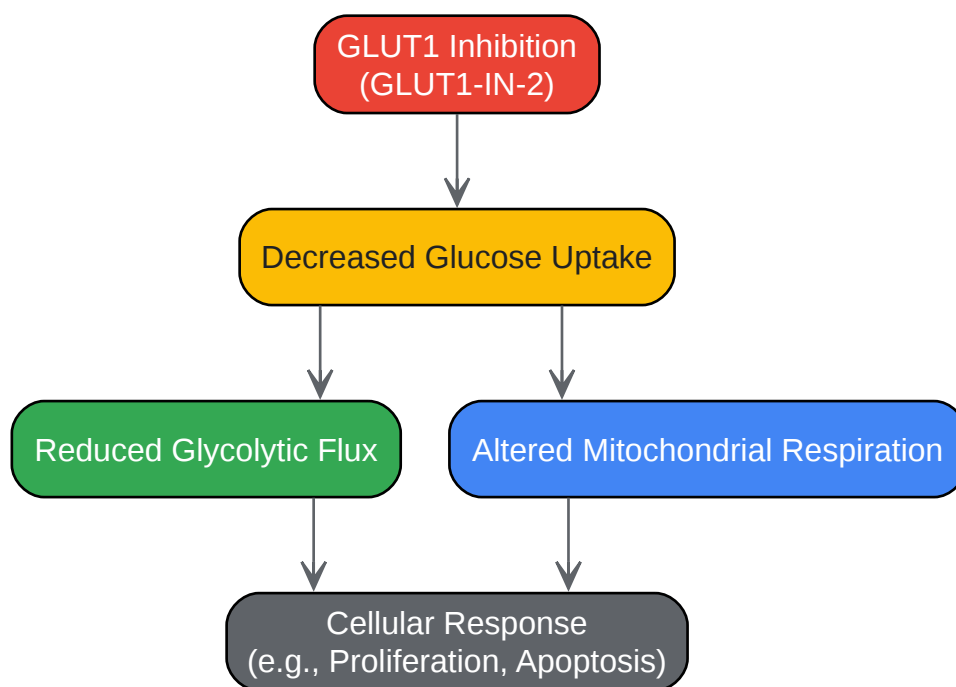 GLUT1 Inhibition
(GLUT1-IN-2)
Decreased Glucose Uptake
Reduced Glycolytic Flux
Altered Mitochondrial Respiration
Cellular Response
(e.g., Proliferation, Apoptosis)